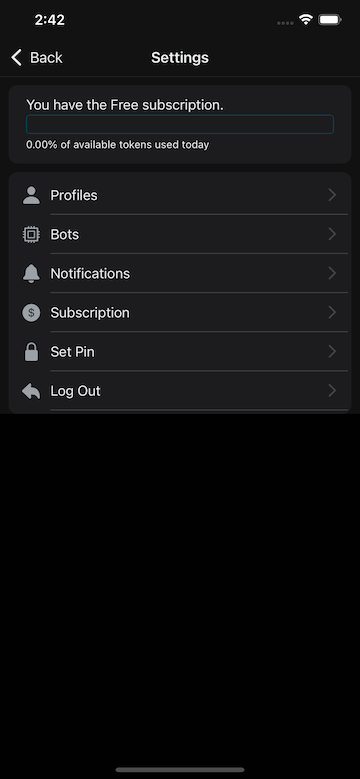 2:42
Back
Settings
You have the Free subscription.
0.00% of available tokens used today
Profiles
Bots
Notifications
$ Subscription
Set Pin
Log Out